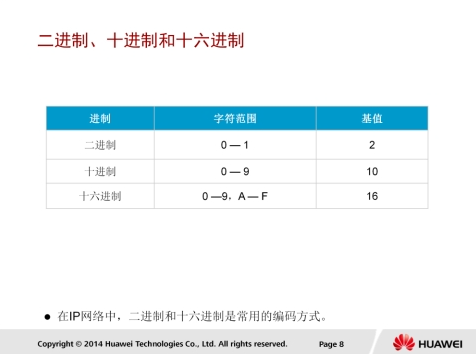 二进制、十进制和十六进制
进制 字符范围 基值
二进制 0 — 1 2
十进制 0 — 9 10
十六进制 0 —9，A — F 16
● 在IP网络中，二进制和十六进制是常用的编码方式。
Copyright © 2014 Huawei Technologies Co., Ltd. All rights reserved. Page 8 HUAWEI